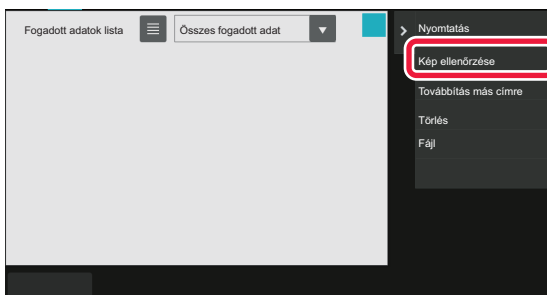 Fogadott adatok lista
Összes fogadott adat
Nyomtatás
Kép ellenőrzése
Továbbítás más címre
Törlés
Fájl